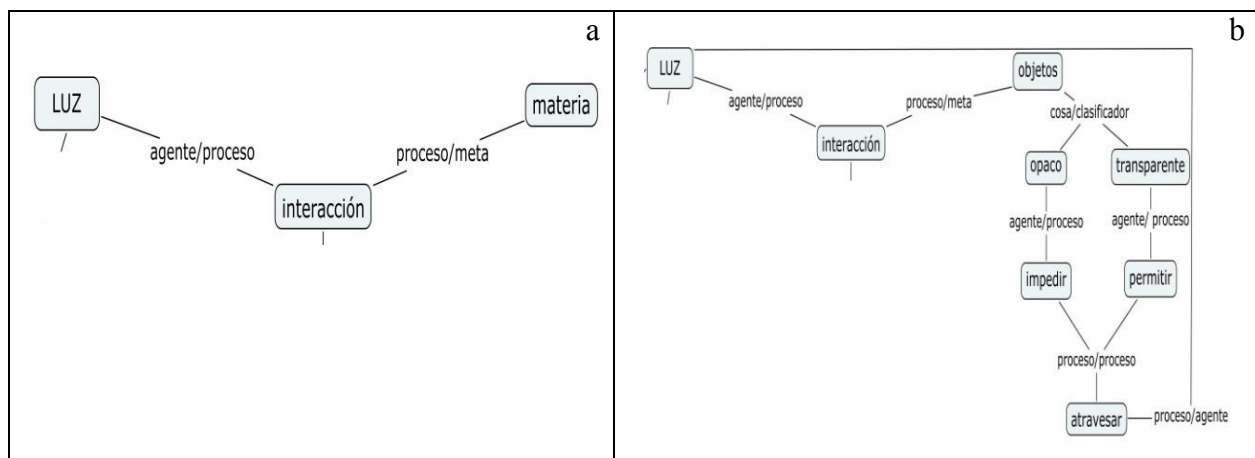 a
LUZ
materia
agente/proceso
proceso/meta
interacción
b
LUZ
objetos
agente/proceso
proceso/meta
cosa/clasificador
interacción
opaco
transparente
agente/proceso
agente/ proceso
impedir
permitir
proceso/proceso
atravesar
proceso/agente